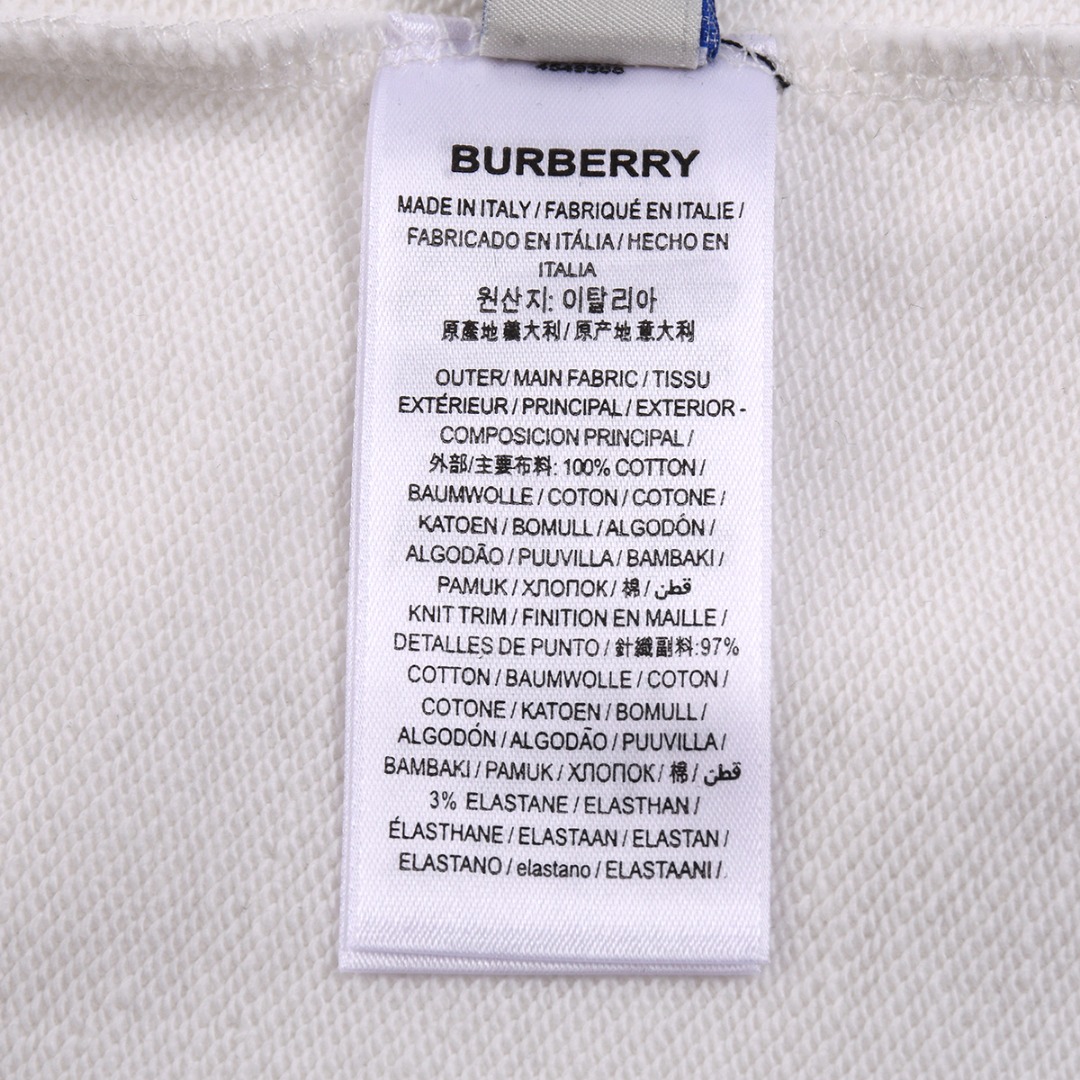 BURBERRY
MADE IN ITALY / FABRIQUÉ EN ITALIE /
FABRICADO EN ITÁLIA / HECHO EN
ITALIA
원산지: 이탈리아
原產地 義大利 / 原产地 意大利
OUTER/ MAIN FABRIC / TISSU
EXTÉRIEUR / PRINCIPAL / EXTERIOR -
COMPOSICION PRINCIPAL /
外部/主要布料: 100% COTTON /
BAUMWOLLE / COTON / COTONE /
KATOEN / BOMULL / ALGODÓN /
ALGODÃO / PUUVILLA / BAMBAKI /
PAMUK / ХЛОПОК / 棉 / قطن
KNIT TRIM / FINITION EN MAILLE /
DETALLES DE PUNTO / 針織副料:97%
COTTON / BAUMWOLLE / COTON /
COTONE / KATOEN / BOMULL /
ALGODÓN / ALGODÃO / PUUVILLA /
BAMBAKI / PAMUK / ХЛОПОК / 棉 / قطن
3% ELASTANE / ELASTHAN /
ÉLASTHANE / ELASTAAN / ELASTAN /
ELASTANO / elastano / ELASTAANI /